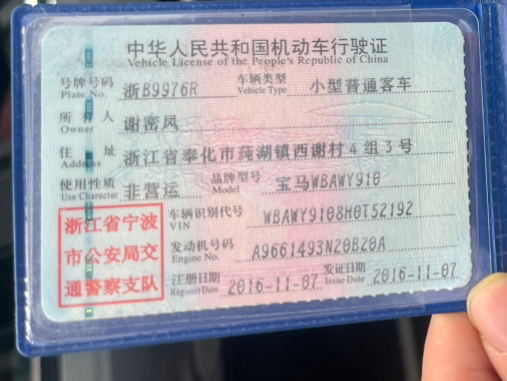 中华人民共和国机动车行驶证
Vehicle License of the People's Republic of China
号牌号码 浙B9976R 车辆类型 小型普通客车
Plate No. Vehicle Type
所有人 谢密凤
Owner
住址 浙江省奉化市莼湖镇西谢村4组3号
Address
使用性质 非营运 品牌型号 宝马WBAWY910
Use Character Model
浙江省宁波
市公安局交
通警察支队
车辆识别代号 WBAWY9108H0T52192
VIN
发动机号码 A9661493N20B20A
Engine No.
注册日期 2016-11-07 发证日期 2016-11-07
Register Date Issue Date